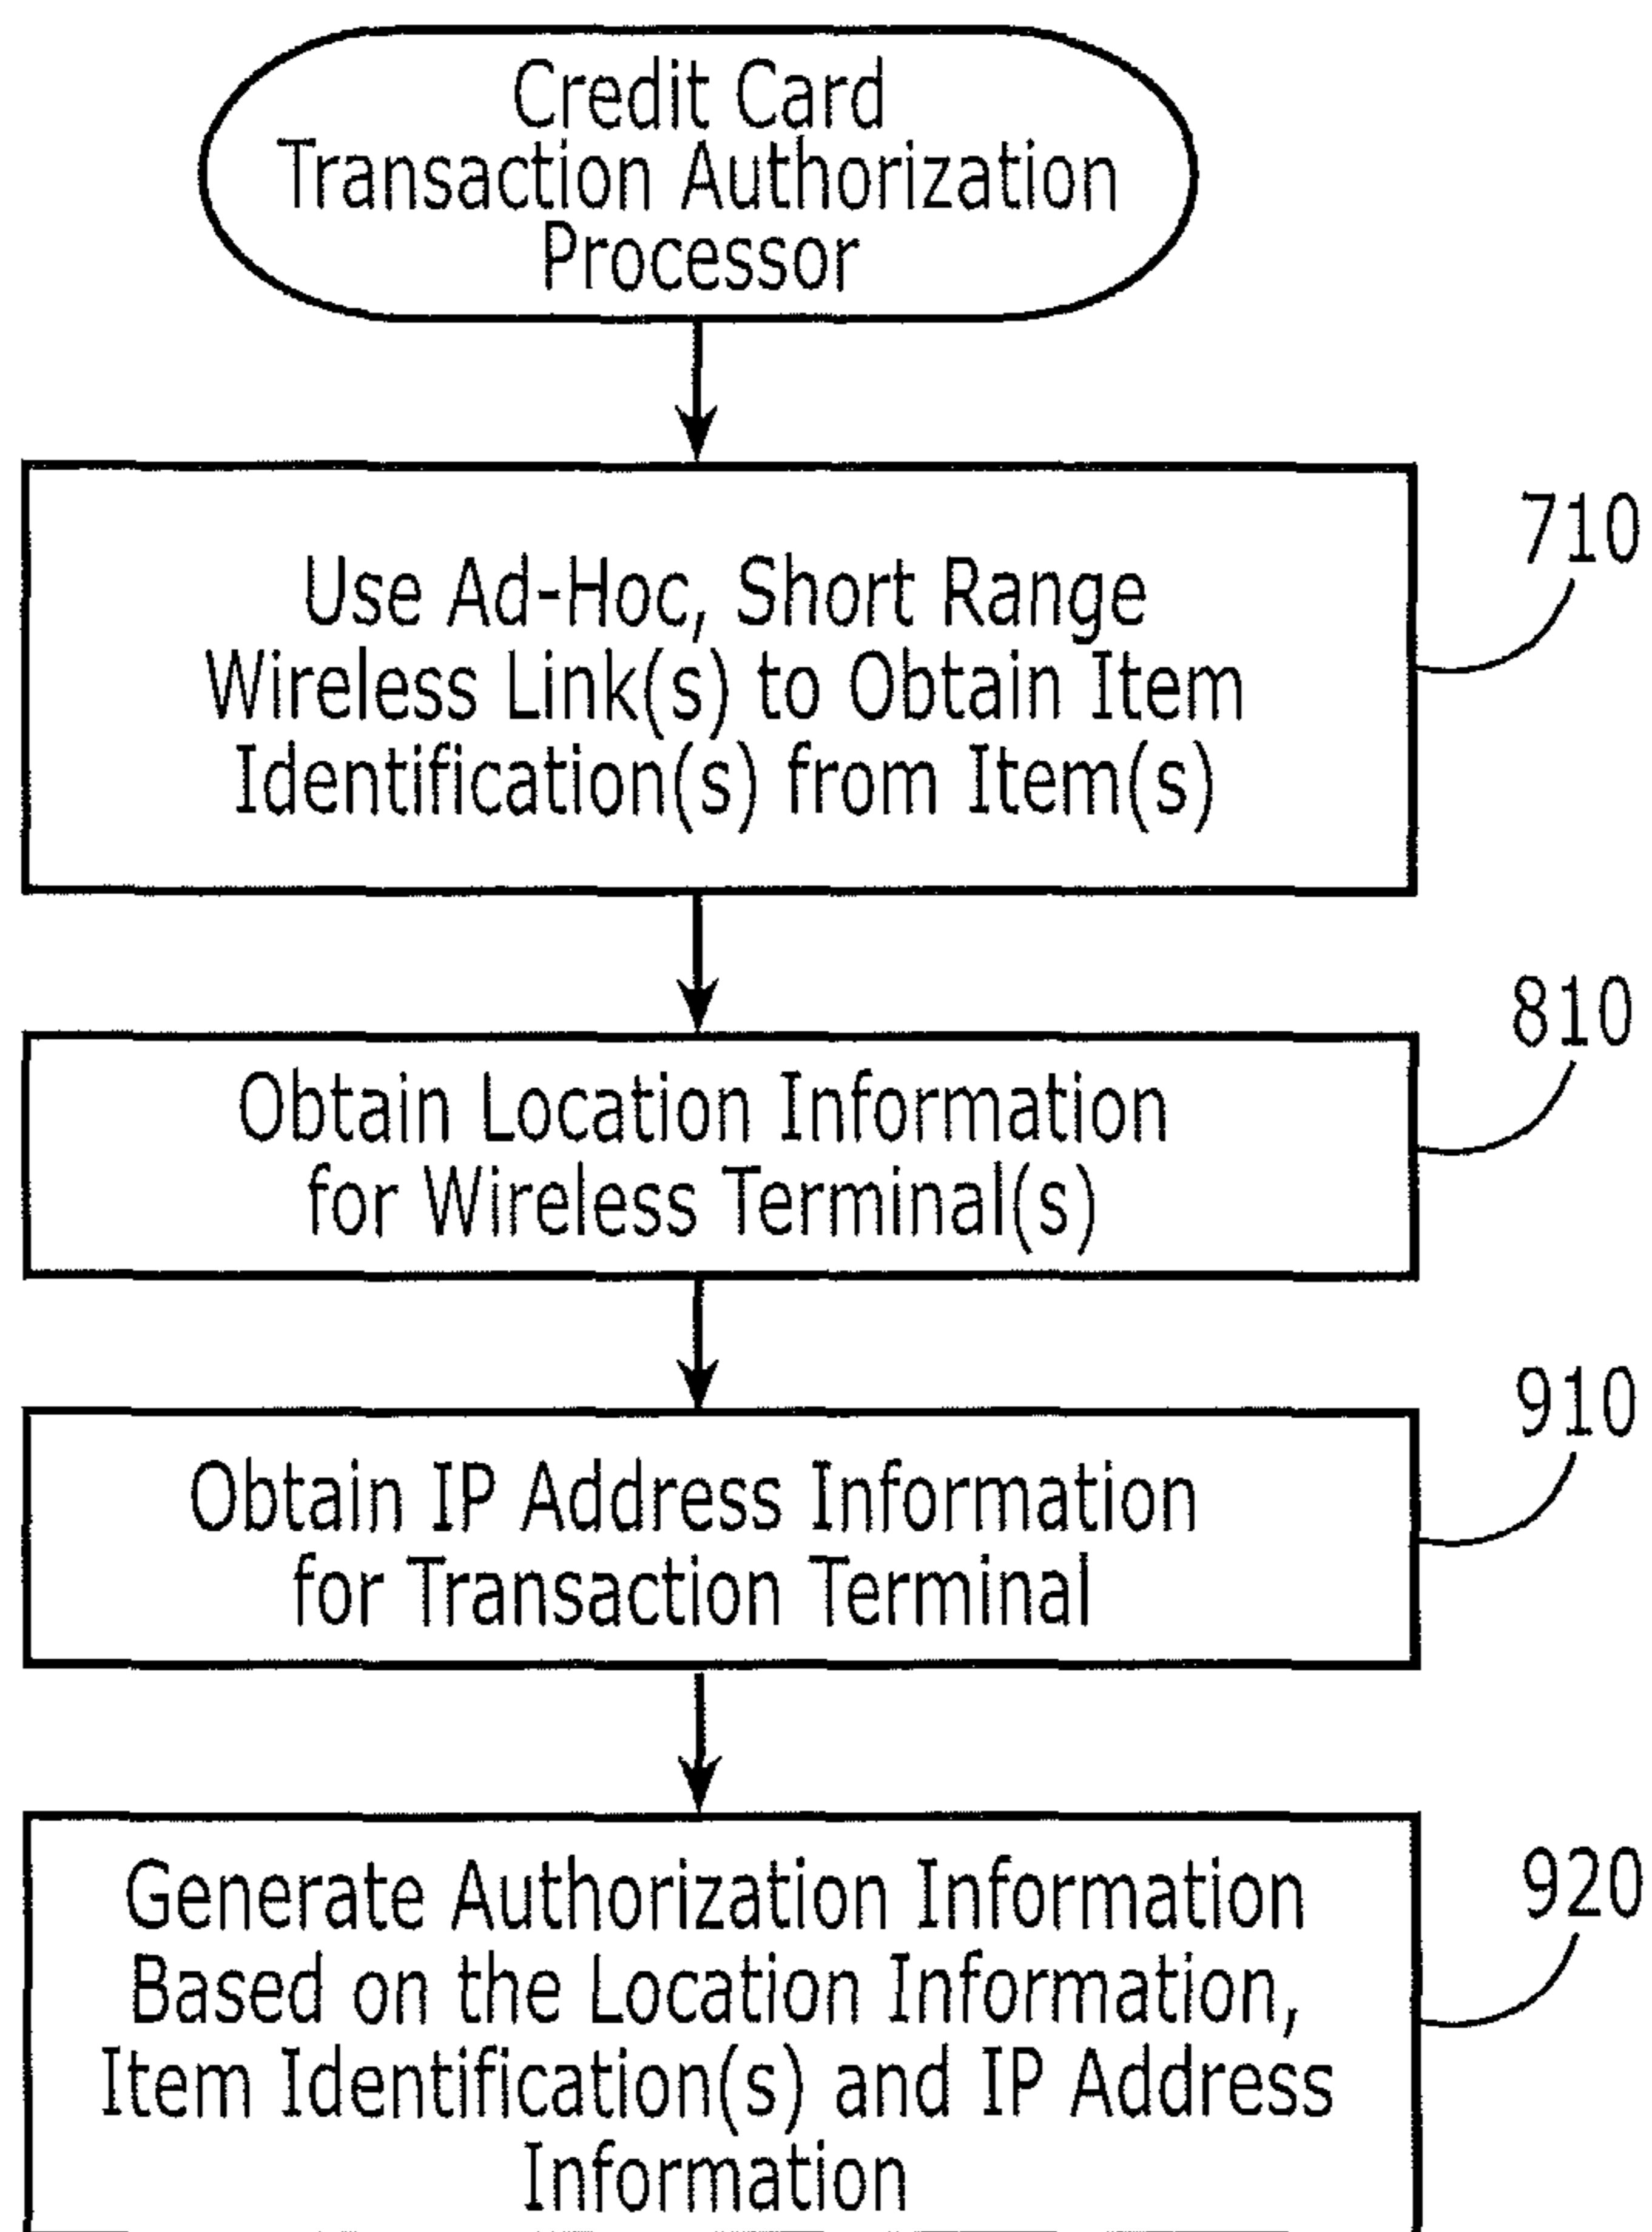 Credit Card
Transaction Authorization
Processor
710
Use Ad-Hoc, Short Range
Wireless Link(s) to Obtain Item
Identification(s) from Item(s)
810
Obtain Location Information
for Wireless Terminal(s)
910
Obtain IP Address Information
for Transaction Terminal
920
Generate Authorization Information
Based on the Location Information,
Item Identification(s) and IP Address
Information